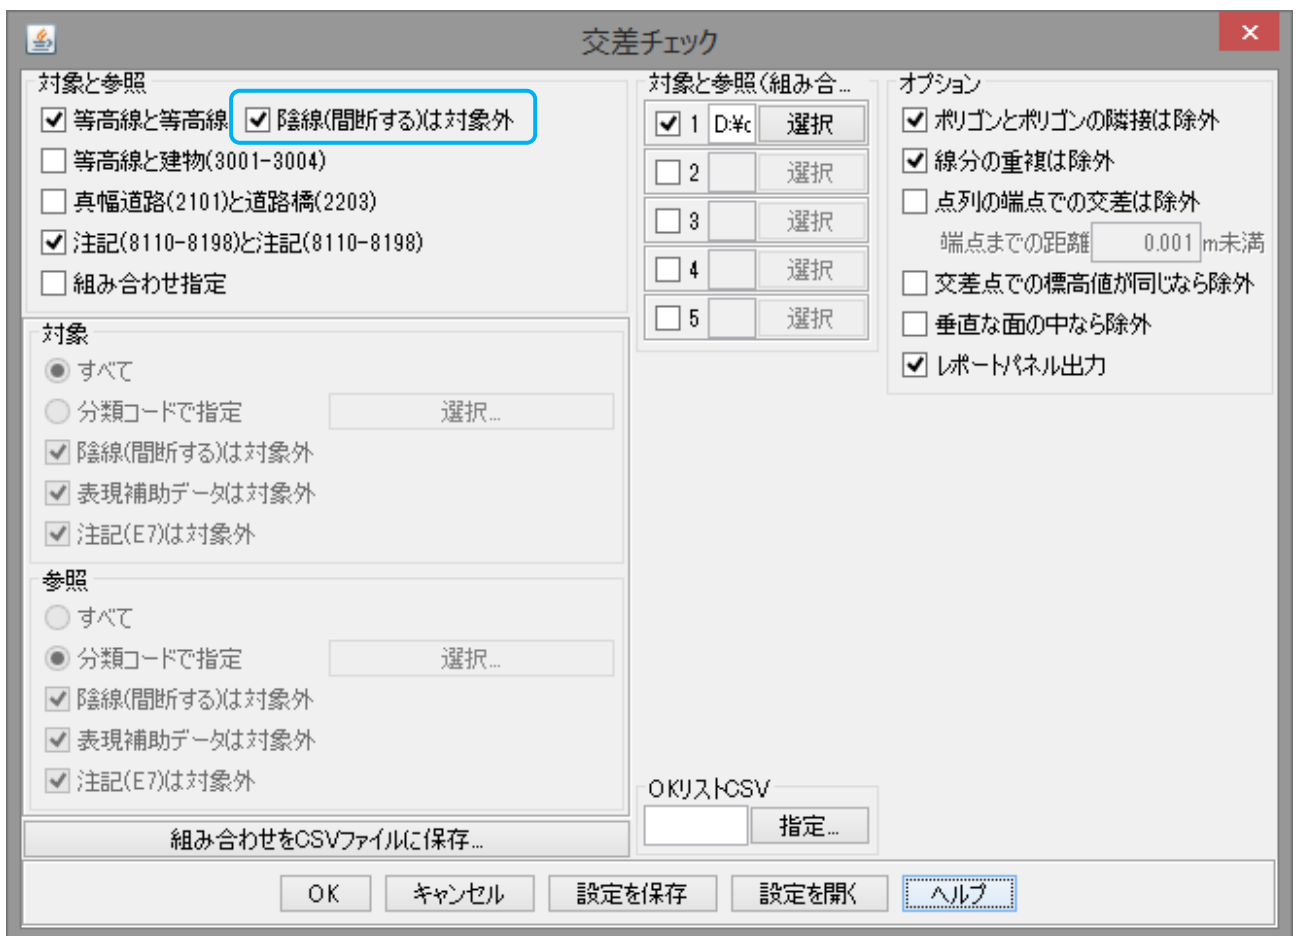 交差チェック
対象と参照
等高線と等高線 陰線(間断する)は対象外
等高線と建物(3001-3004)
真幅道路(2101)と道路橋(2203)
注記(8110-8198)と注記(8110-8198)
組み合わせ指定
対象
すべて
分類コードで指定 選択...
陰線(間断する)は対象外
表現補助データは対象外
注記(E7)は対象外
参照
すべて
分類コードで指定 選択...
陰線(間断する)は対象外
表現補助データは対象外
注記(E7)は対象外
組み合わせをCSVファイルに保存...
対象と参照(組み合...
1 D:¥c 選択
2 選択
3 選択
4 選択
5 選択
OKリストCSV
指定...
オプション
ポリゴンとポリゴンの隣接は除外
線分の重複は除外
点列の端点での交差は除外
端点までの距離 0.001 m未満
交差点での標高値が同じなら除外
垂直な面の中なら除外
レポートパネル出力
OK キャンセル 設定を保存 設定を開く ヘルプ